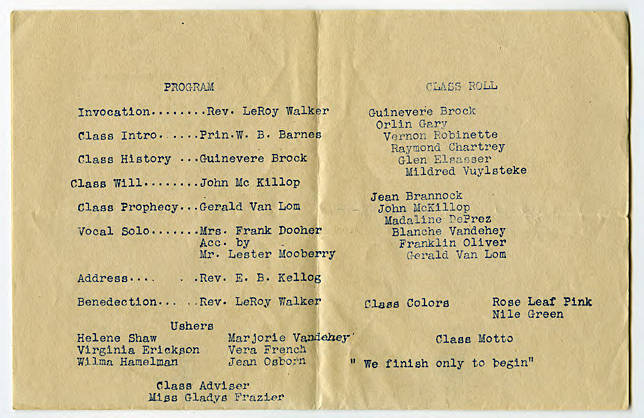 PROGRAM
Invocation........Rev. LeRoy Walker
Class Intro. .....Prin.W. B. Barnes
Class History ...Guinevere Brock
Class Will........John Mc Killop
Class Prophecy...Gerald Van Lom
Vocal Solo.......Mrs. Frank Dooher
Acc. by
Mr. Lester Mooberry
Address.... .Rev. E. B. Kellog
Benedection... ..Rev. LeRoy Walker
Ushers
Helene Shaw Marjorie Vandehey
Virginia Erickson Vera French
Wilma Hamelman Jean Osborn
Class Adviser
Miss Gladys Frazier
CLASS ROLL
Guinevere Brock
Orlin Gary
Vernon Robinette
Raymond Chartrey
Glen Elsasser
Mildred Vuylsteke
Jean Brannock
John McKillop
Madaline DePrez
Blanche Vandehey
Franklin Oliver
Gerald Van Lom
Class Colors Rose Leaf Pink
Nile Green
Class Motto
" We finish only to begin"